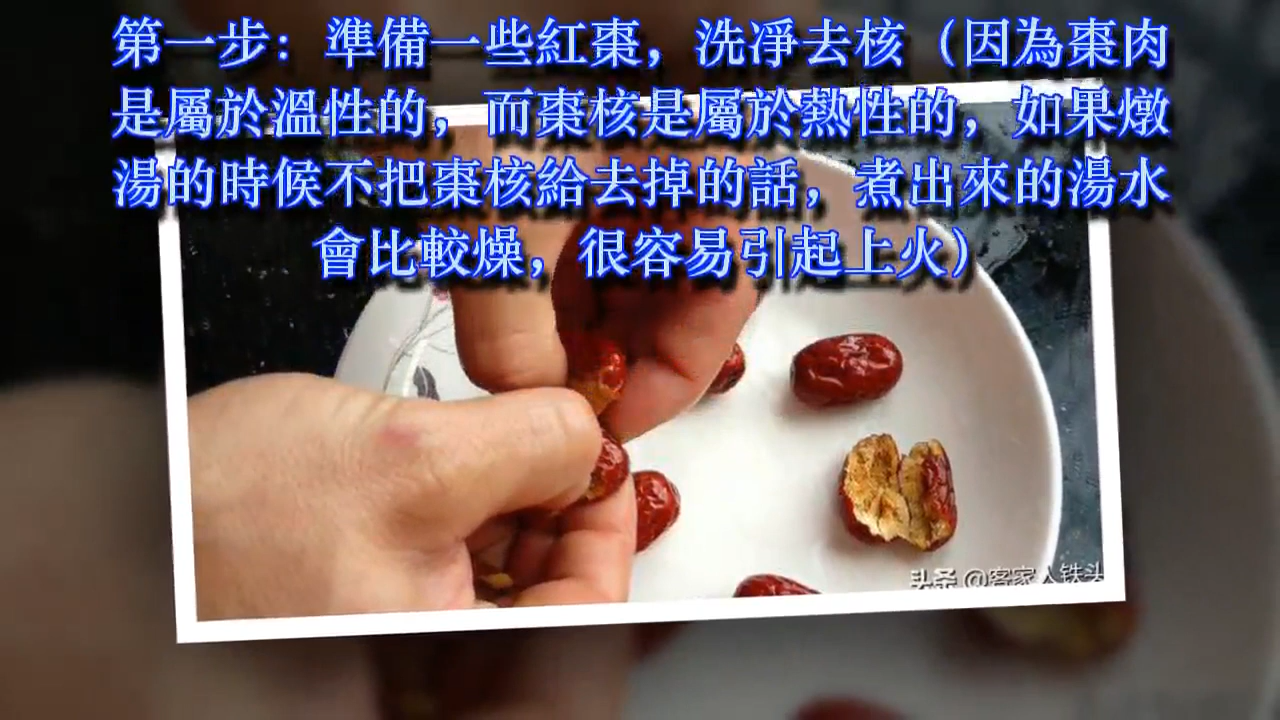 第一步：準備一些紅棗，洗淨去核（因為棗肉
是屬於溫性的，而棗核是屬於熱性的，如果燉
湯的時候不把棗核給去掉的話，煮出來的湯水
會比較燥，很容易引起上火）
头条 @客家人铁头